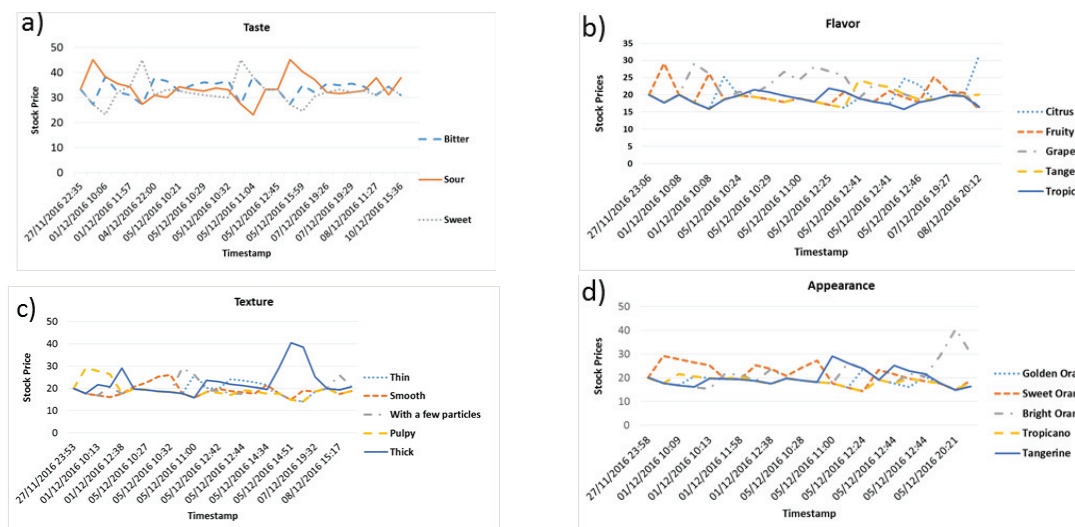 a)
Taste
Stock Price
50
40
30
20
10
0
27/11/2016 22:35
01/12/2016 10:06
01/12/2016 11:57
04/12/2016 22:00
05/12/2016 10:21
05/12/2016 10:29
05/12/2016 10:32
05/12/2016 11:04
05/12/2016 12:45
05/12/2016 15:59
07/12/2016 19:26
07/12/2016 19:29
08/12/2016 11:27
10/12/2016 15:36
Timestamp
Bitter
Sour
Sweet
b)
Flavor
Stock Prices
35
30
25
20
15
10
5
0
27/11/2016 23:06
01/12/2016 10:08
01/12/2016 10:08
05/12/2016 10:24
05/12/2016 10:29
05/12/2016 11:00
05/12/2016 12:25
05/12/2016 12:41
05/12/2016 12:41
05/12/2016 12:46
07/12/2016 19:27
08/12/2016 20:12
Timestamp
Citrus
Fruity
Grape
Tange
Tropic
c)
Texture
Stock Price
50
40
30
20
10
0
27/11/2016 23:53
01/12/2016 10:13
01/12/2016 12:38
05/12/2016 10:27
05/12/2016 10:32
05/12/2016 11:00
05/12/2016 12:42
05/12/2016 12:44
05/12/2016 14:34
05/12/2016 14:51
07/12/2016 19:32
08/12/2016 15:17
Timestamp
Thin
Smooth
With a few particles
Pulpy
Thick
d)
Appearance
Stock Prices
50
40
30
20
10
0
27/11/2016 23:58
01/12/2016 10:09
01/12/2016 10:13
01/12/2016 11:58
01/12/2016 12:38
05/12/2016 10:28
05/12/2016 11:00
05/12/2016 12:24
05/12/2016 12:44
05/12/2016 12:44
05/12/2016 20:21
Timestamp
Golden Oran
Sweet Oran
Bright Oran
Tropicano
Tangerine